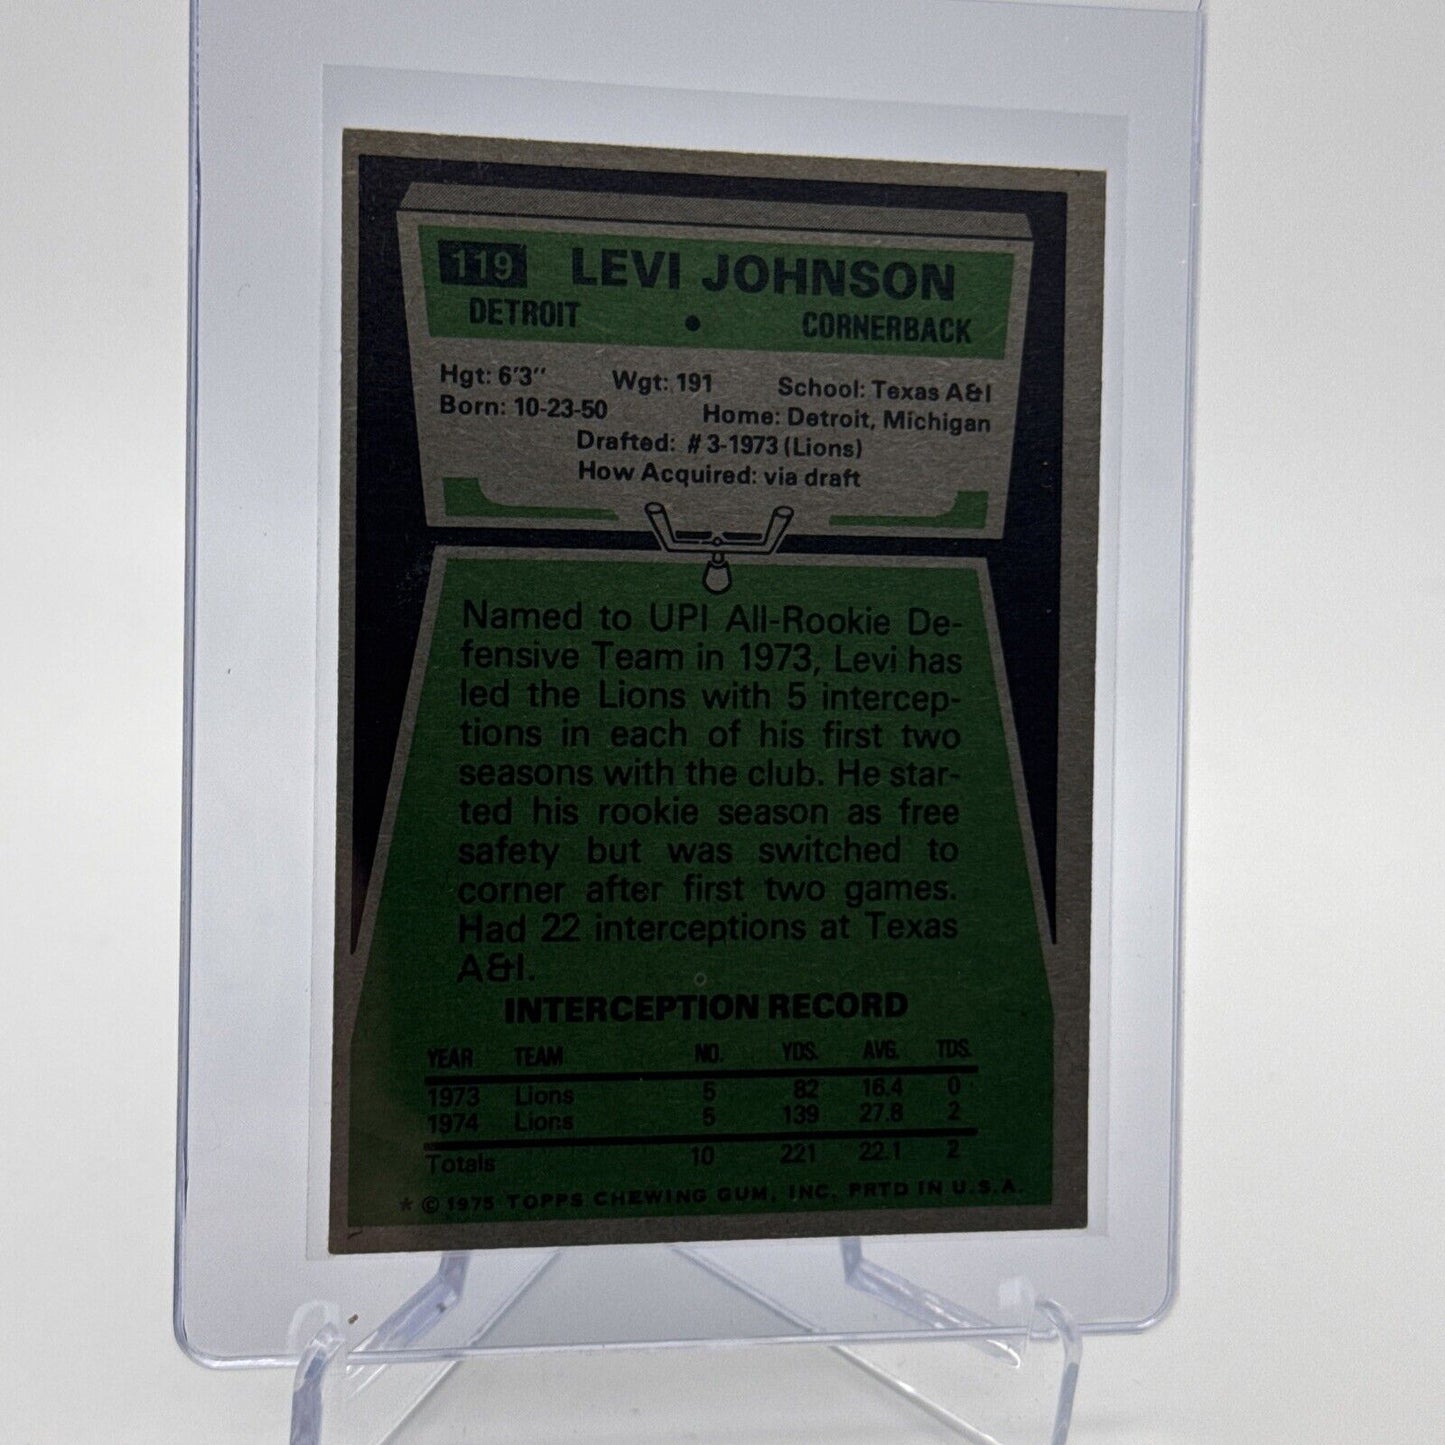 119 LEVI JOHNSON
DETROIT • CORNERBACK
Hgt: 6'3" Wgt: 191 School: Texas A&I
Born: 10-23-50 Home: Detroit, Michigan
Drafted: #3-1973 (Lions)
How Acquired: via draft
Named to UPI All-Rookie De-
fensive Team in 1973, Levi has
led the Lions with 5 intercep-
tions in each of his first two
seasons with the club. He star-
ted his rookie season as free
safety but was switched to
corner after first two games.
Had 22 interceptions at Texas
A&I.
INTERCEPTION RECORD
YEAR TEAM NO. YDS. AVG. TDS.
1973 Lions 5 82 16.4 0
1974 Lions 5 139 27.8 2
Totals 10 221 22.1 2
* © 1975 TOPPS CHEWING GUM, INC. PRTD IN U.S.A.